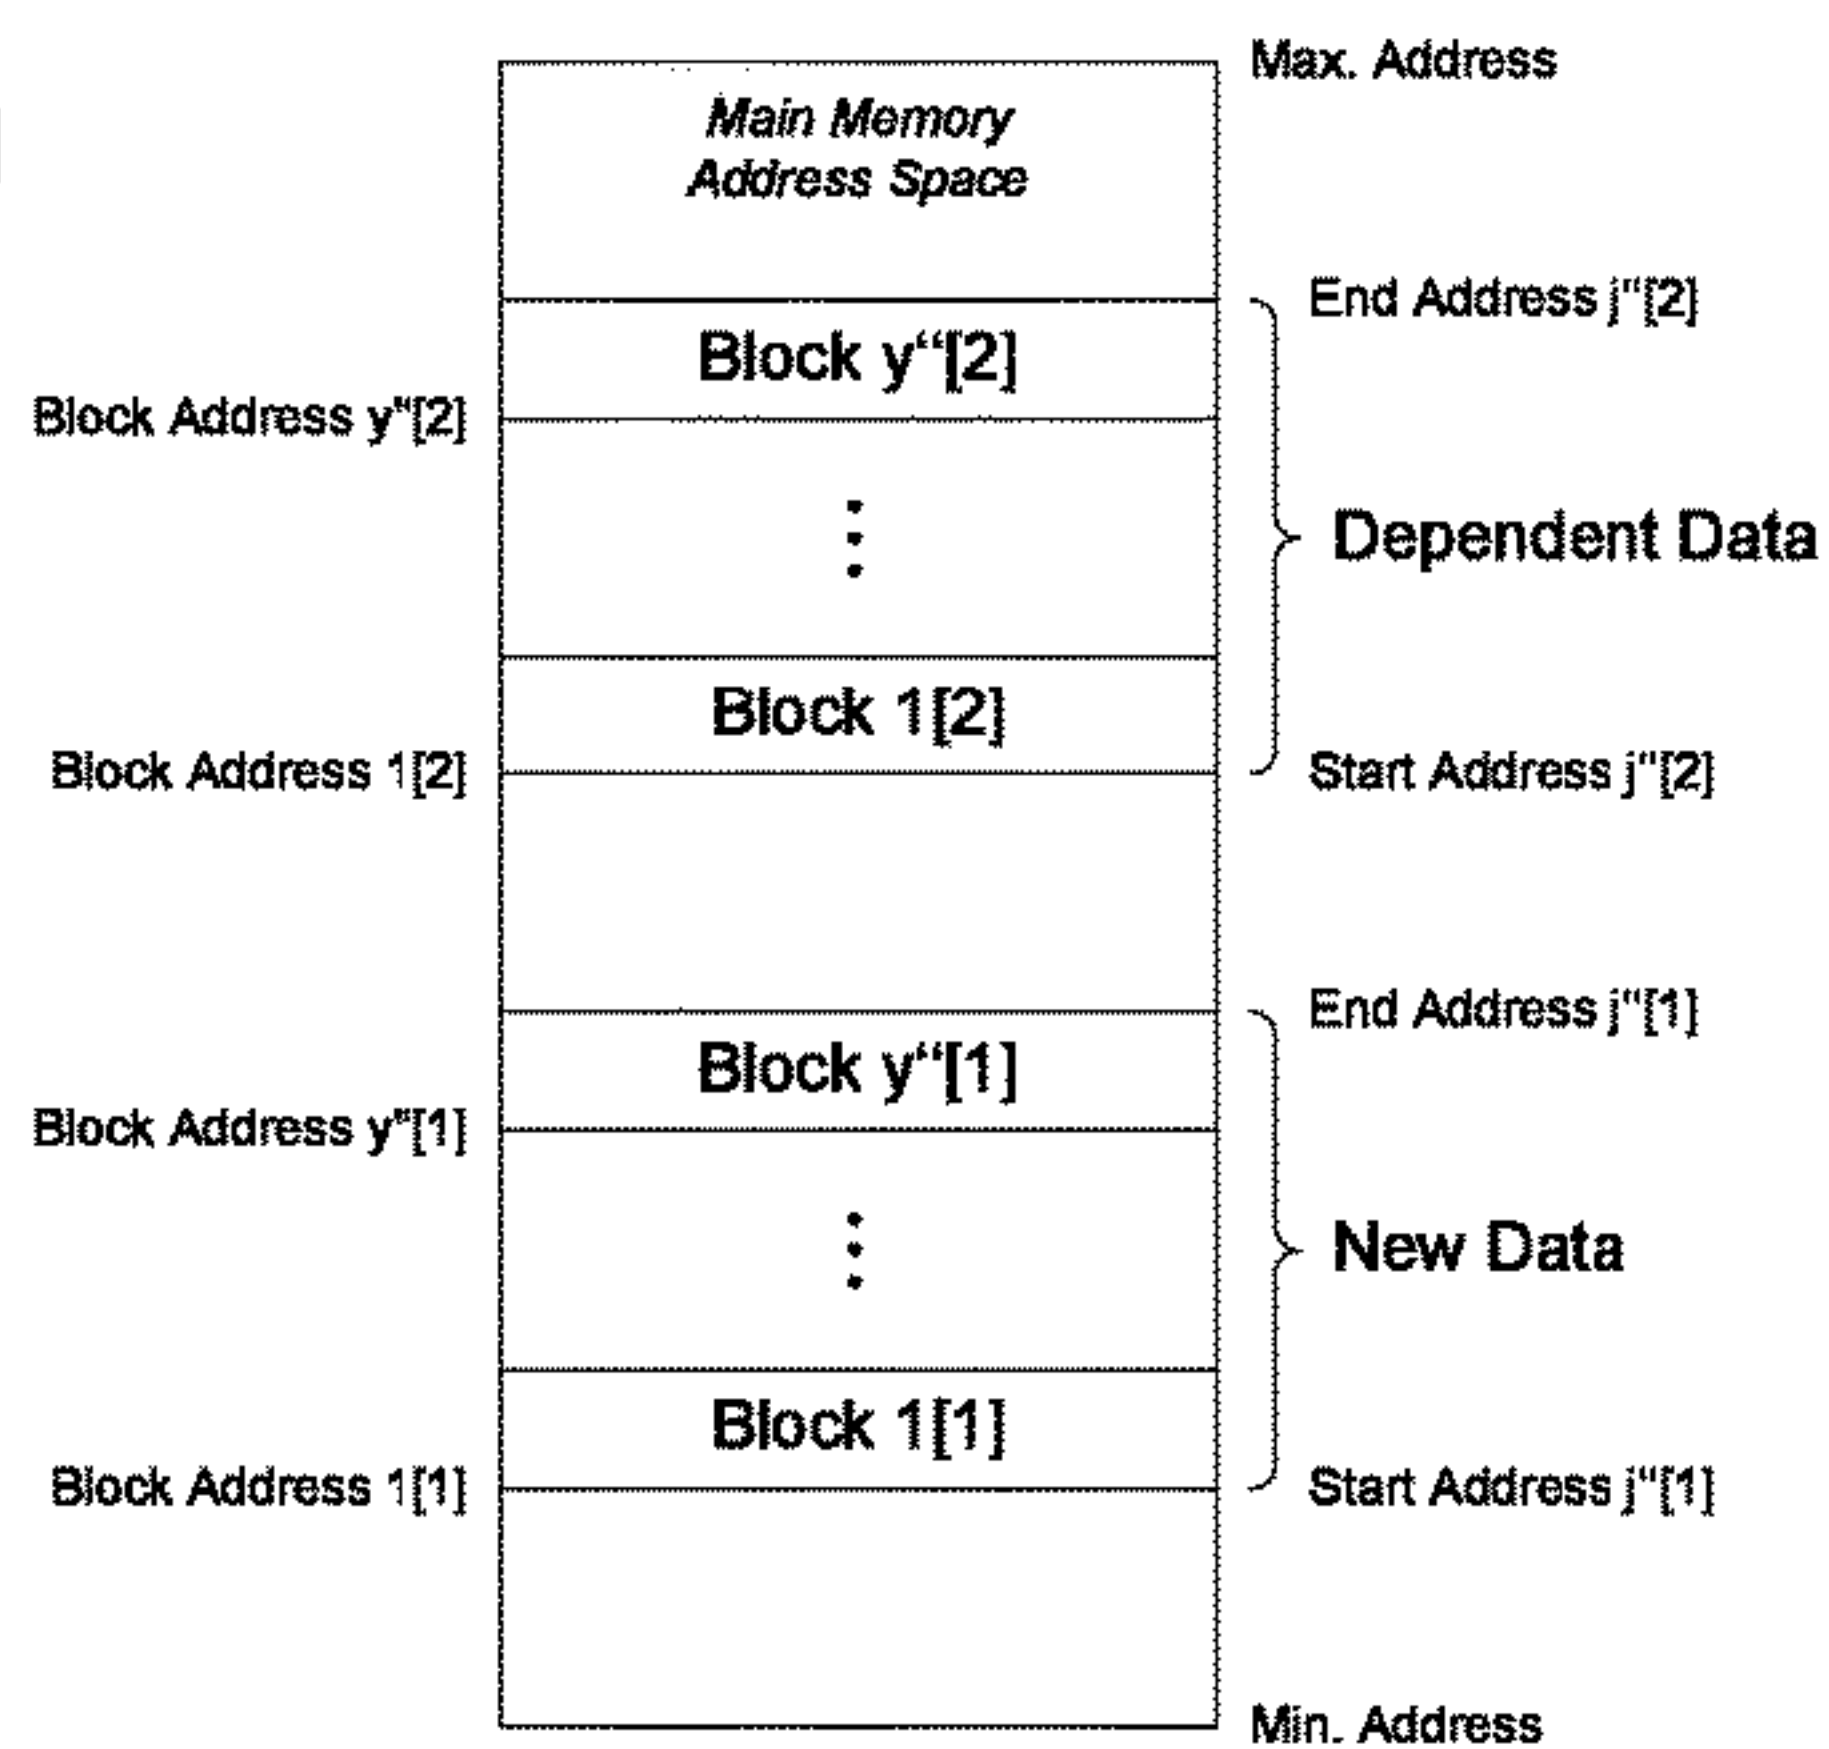 Max. Address
Main Memory
Address Space
End Address j"[2]
Block y“[2]
Block Address y"[2]
Dependent Data
Block 1[2]
Block Address 1[2]
Start Address j"[2]
End Address j"[1]
Block y“[1]
Block Address y"[1]
New Data
Block 1[1]
Block Address 1[1]
Start Address j"[1]
Min. Address